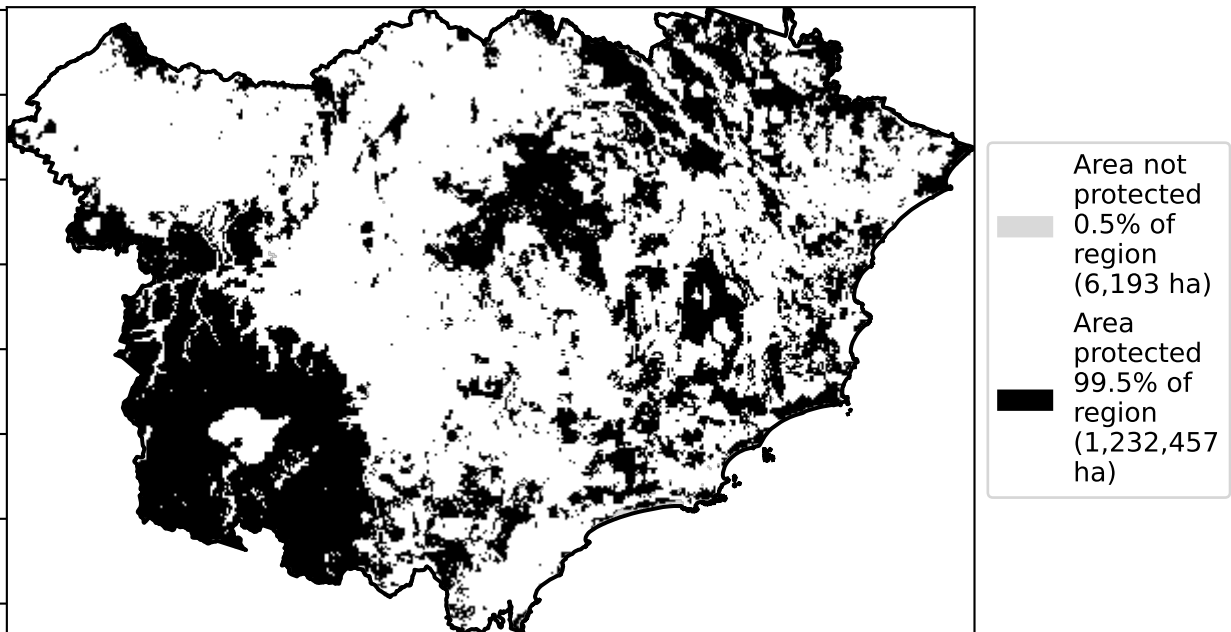 Area not
protected
0.5% of
region
(6,193 ha)
Area
protected
99.5% of
region
(1,232,457
ha)